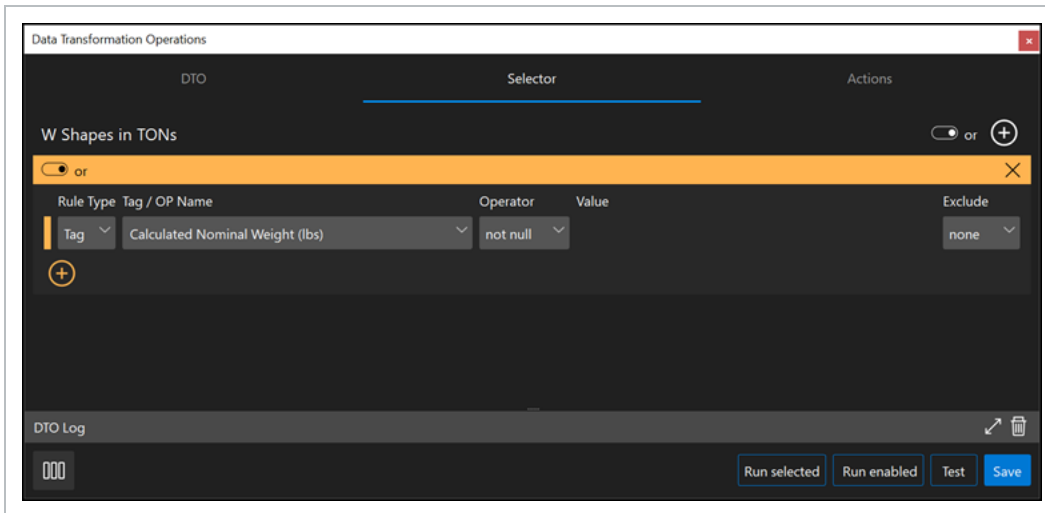 Data Transformation Operations
DTO Selector Actions
W Shapes in TONs or
or
Rule Type Tag / OP Name Operator Value Exclude
Tag Calculated Nominal Weight (lbs) not null none
DTO Log
Run selected Run enabled Test Save